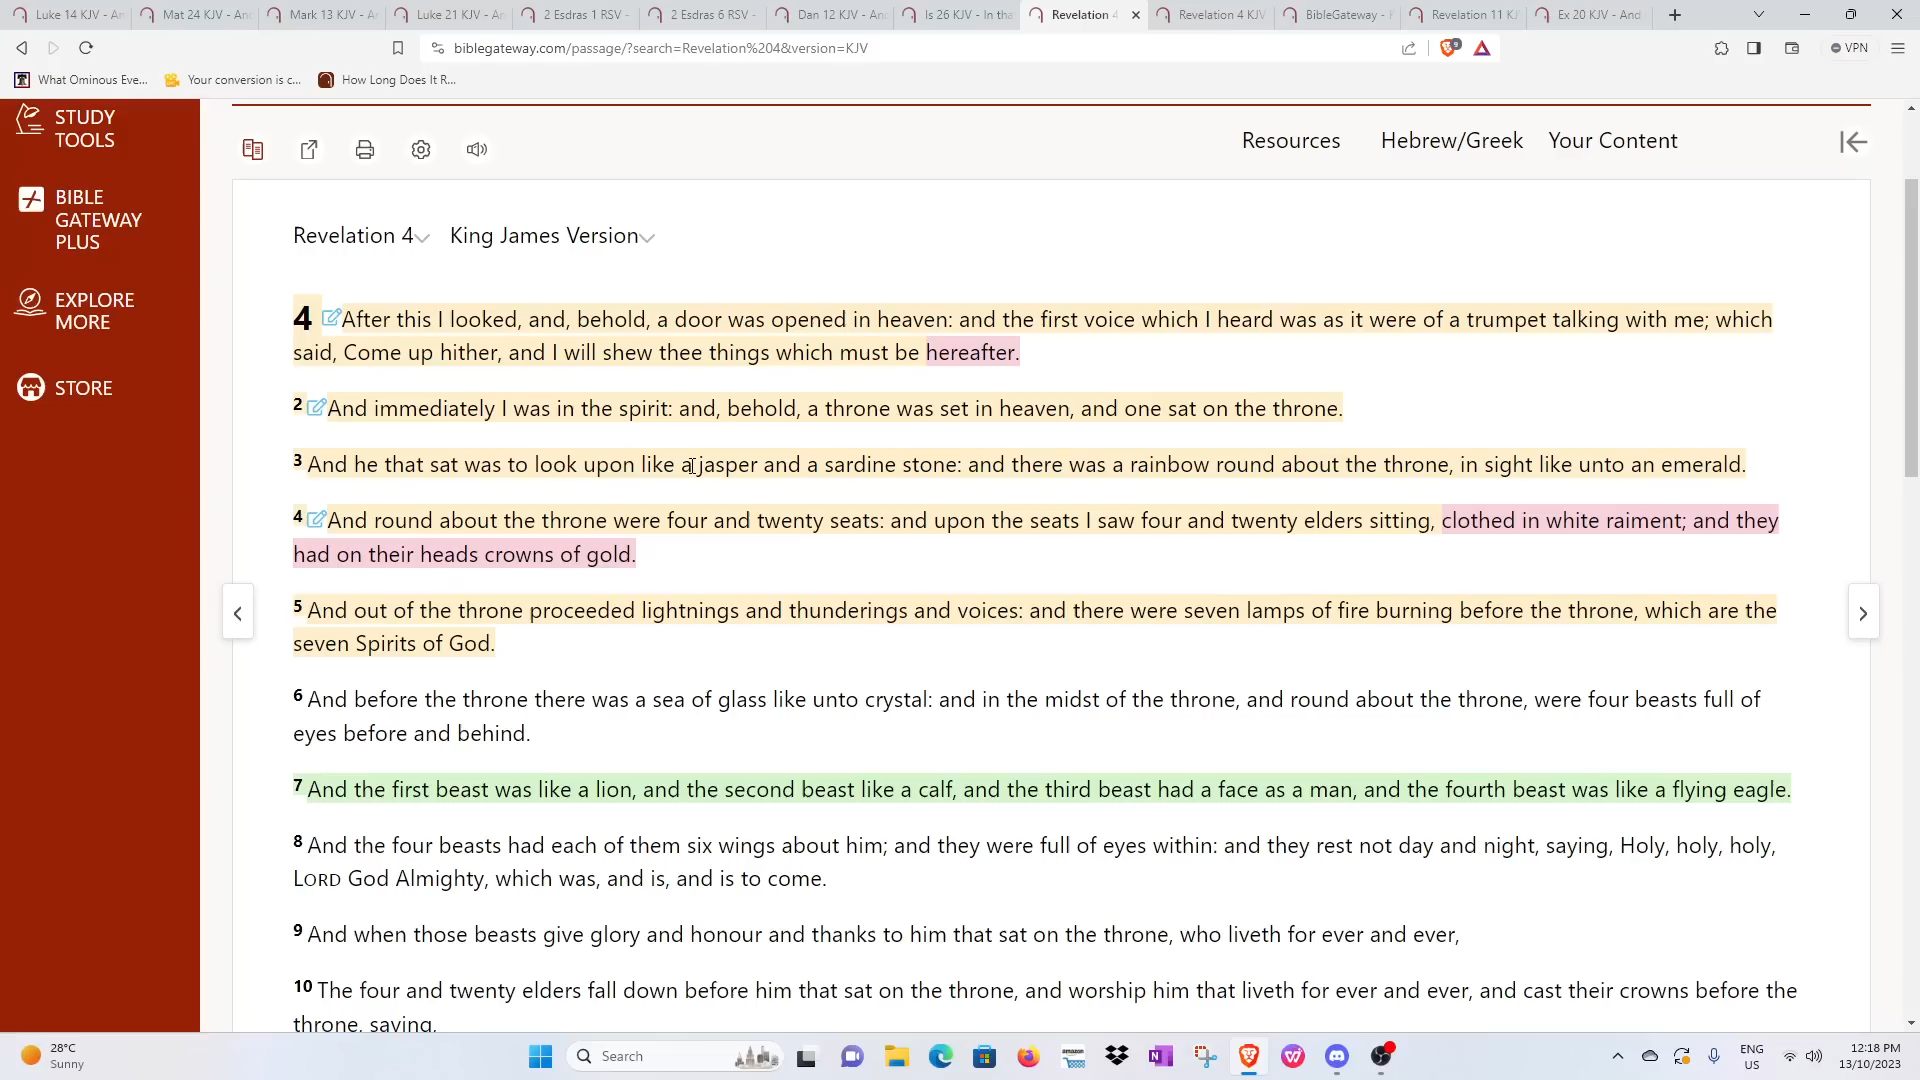 Luke 14 KJV - An
Mat 24 KJV - An
Mark 13 KJV - A
Luke 21 KJV - An
2 Esdras 1 RSV -
2 Esdras 6 RSV -
Dan 12 KJV - An
Is 26 KJV - In tha
Revelation 4
Revelation 4 KJV
BibleGateway -
Revelation 11 KJ
Ex 20 KJV - And
biblegateway.com/passage/?search=Revelation%204&version=KJV
9
VPN
What Ominous Eve...
Your conversion is c...
How Long Does It R...
STUDY
TOOLS
BIBLE
GATEWAY
PLUS
EXPLORE
MORE
STORE
Resources Hebrew/Greek Your Content
Revelation 4 King James Version
4 After this I looked, and, behold, a door was opened in heaven: and the first voice which I heard was as it were of a trumpet talking with me; which
said, Come up hither, and I will shew thee things which must be hereafter.
2 And immediately I was in the spirit: and, behold, a throne was set in heaven, and one sat on the throne.
3 And he that sat was to look upon like a jasper and a sardine stone: and there was a rainbow round about the throne, in sight like unto an emerald.
4 And round about the throne were four and twenty seats: and upon the seats I saw four and twenty elders sitting, clothed in white raiment; and they
had on their heads crowns of gold.
5 And out of the throne proceeded lightnings and thunderings and voices: and there were seven lamps of fire burning before the throne, which are the
seven Spirits of God.
6 And before the throne there was a sea of glass like unto crystal: and in the midst of the throne, and round about the throne, were four beasts full of
eyes before and behind.
7 And the first beast was like a lion, and the second beast like a calf, and the third beast had a face as a man, and the fourth beast was like a flying eagle.
8 And the four beasts had each of them six wings about him; and they were full of eyes within: and they rest not day and night, saying, Holy, holy, holy,
LORD God Almighty, which was, and is, and is to come.
9 And when those beasts give glory and honour and thanks to him that sat on the throne, who liveth for ever and ever,
10 The four and twenty elders fall down before him that sat on the throne, and worship him that liveth for ever and ever, and cast their crowns before the
throne, saying,
28°C
Sunny
Search
amazon
ENG
US
12:18 PM
13/10/2023